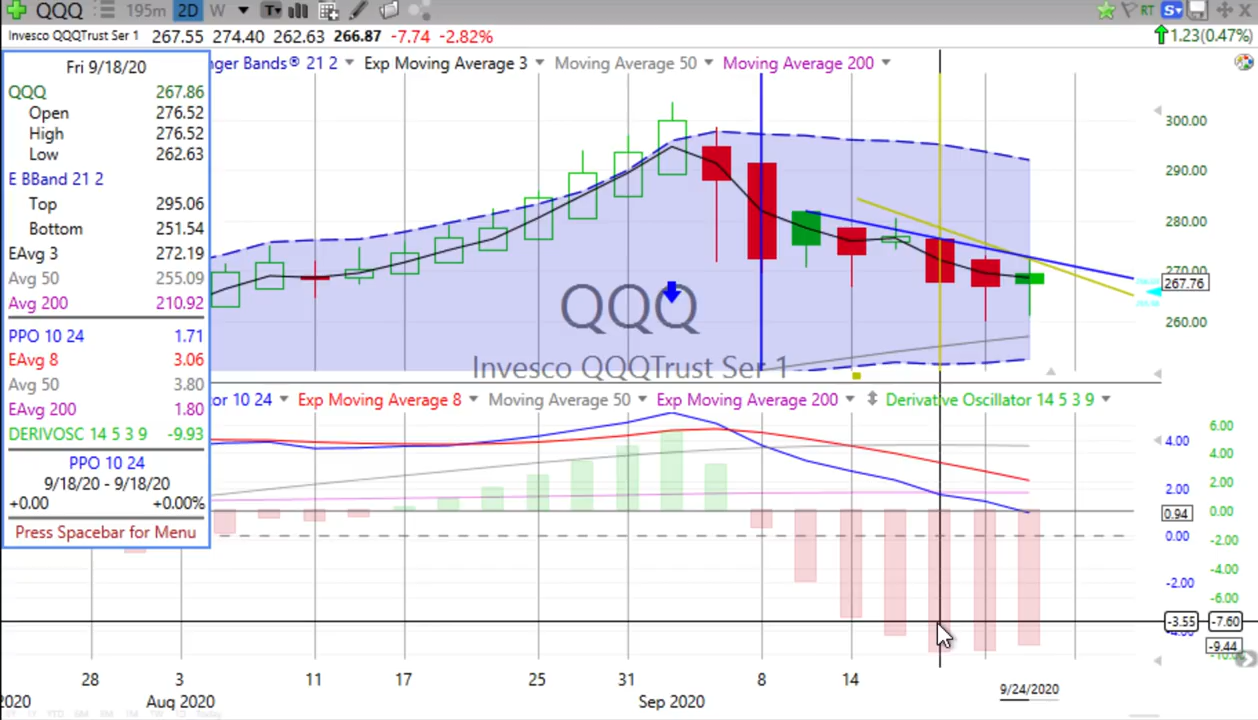 QQQ 195m 2D W T RT S
Invesco QQQTrust Ser 1 267.55 274.40 262.63 266.87 -7.74 -2.82% 1.23(0.47%)
nger Bands® 21 2 Exp Moving Average 3 Moving Average 50 Moving Average 200
Fri 9/18/20
QQQ 267.86
Open 276.52
High 276.52
Low 262.63
E BBand 21 2
Top 295.06
Bottom 251.54
EAvg 3 272.19
Avg 50 255.09
Avg 200 210.92
PPO 10 24 1.71
EAvg 8 3.06
Avg 50 3.80
EAvg 200 1.80
DERIVOSC 14 5 3 9 -9.93
PPO 10 24
9/18/20 - 9/18/20
+0.00 +0.00%
Press Spacebar for Menu
300.00
290.00
280.00
270.00
267.76
260.00
QQQ
Invesco QQQTrust Ser 1
or 10 24 Exp Moving Average 8 Moving Average 50 Exp Moving Average 200 Derivative Oscillator 14 5 3 9
4.00
2.00
0.94
0.00
-2.00
-3.55
6.00
4.00
2.00
0.00
-2.00
-4.00
-6.00
-7.60
-9.44
28 3 11 17 25 31 8 14 9/24/2020
2020 Aug 2020 Sep 2020